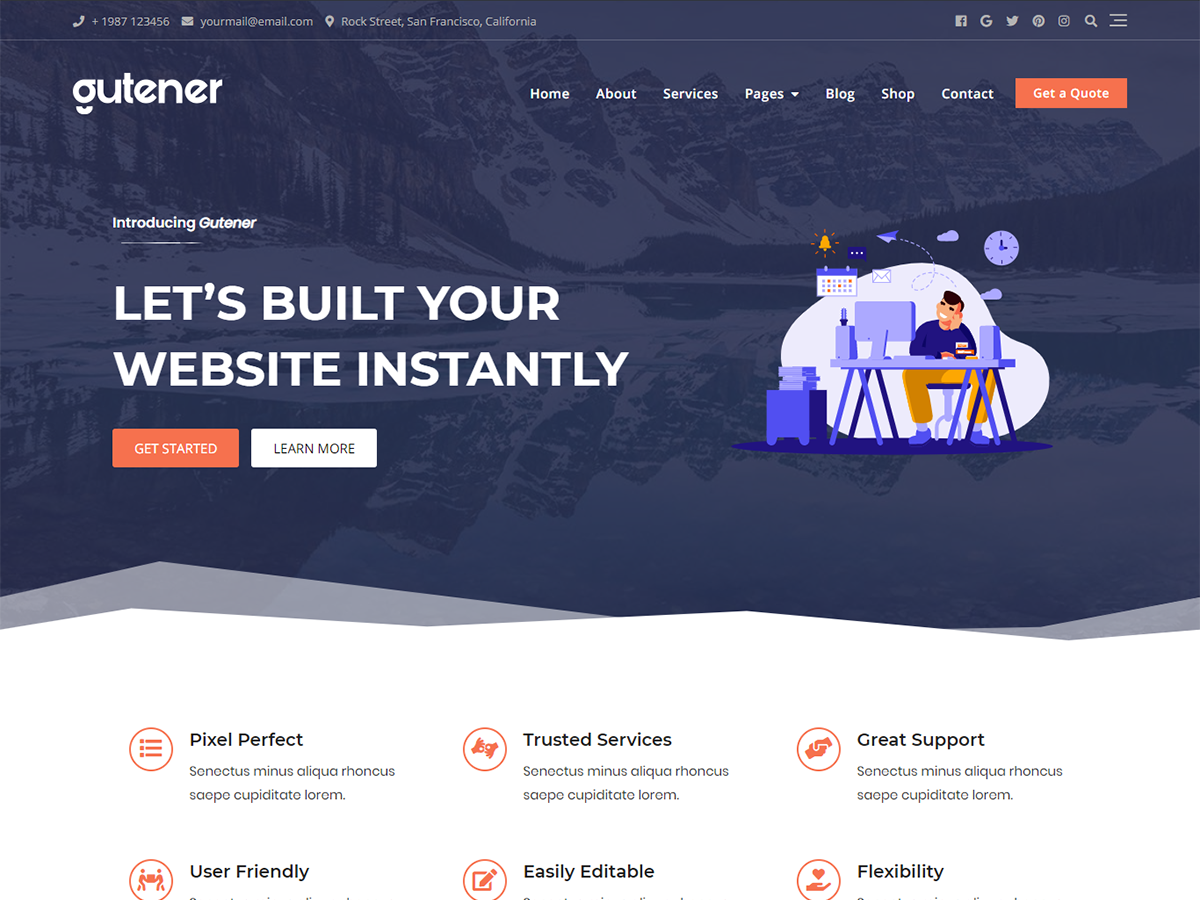 + 1987 123456 yourmail@email.com Rock Street, San Francisco, California
gutener
Home About Services Pages Blog Shop Contact Get a Quote
Introducing Gutener
LET’S BUILT YOUR
WEBSITE INSTANTLY
GET STARTED LEARN MORE
Pixel Perfect
Senectus minus aliqua rhoncus
saepe cupiditate lorem.
Trusted Services
Senectus minus aliqua rhoncus
saepe cupiditate lorem.
Great Support
Senectus minus aliqua rhoncus
saepe cupiditate lorem.
User Friendly
Easily Editable
Flexibility